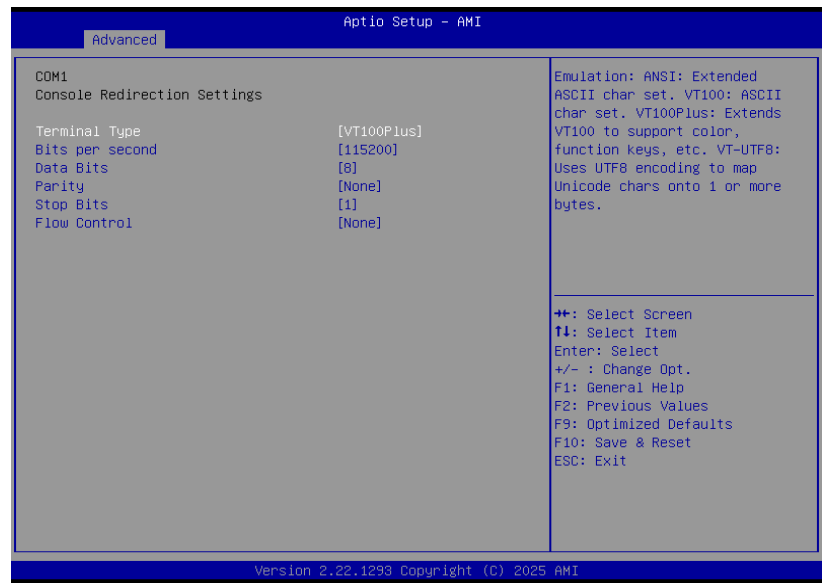 Aptio Setup – AMI
Advanced
COM1
Console Redirection Settings
Terminal Type [VT100Plus]
Bits per second [115200]
Data Bits [8]
Parity [None]
Stop Bits [1]
Flow Control [None]
Emulation: ANSI: Extended
ASCII char set. VT100: ASCII
char set. VT100Plus: Extends
VT100 to support color,
function keys, etc. VT-UTF8:
Uses UTF8 encoding to map
Unicode chars onto 1 or more
bytes.
→←: Select Screen
↑↓: Select Item
Enter: Select
+/- : Change Opt.
F1: General Help
F2: Previous Values
F9: Optimized Defaults
F10: Save & Reset
ESC: Exit
Version 2.22.1293 Copyright (C) 2025 AMI